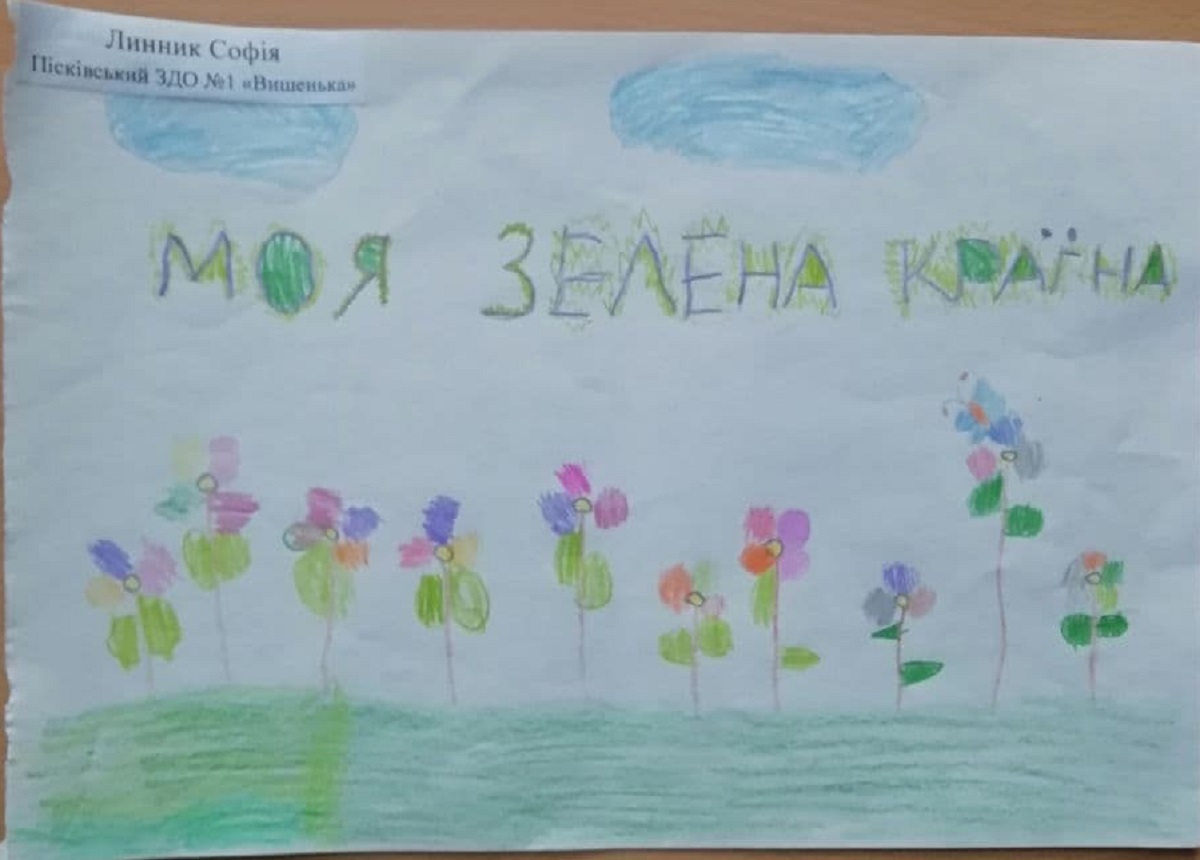 Линник Софія
Пісківський ЗДО №1 «Вишенька»
МОЯ ЗЕЛЕНА КРАЇНА